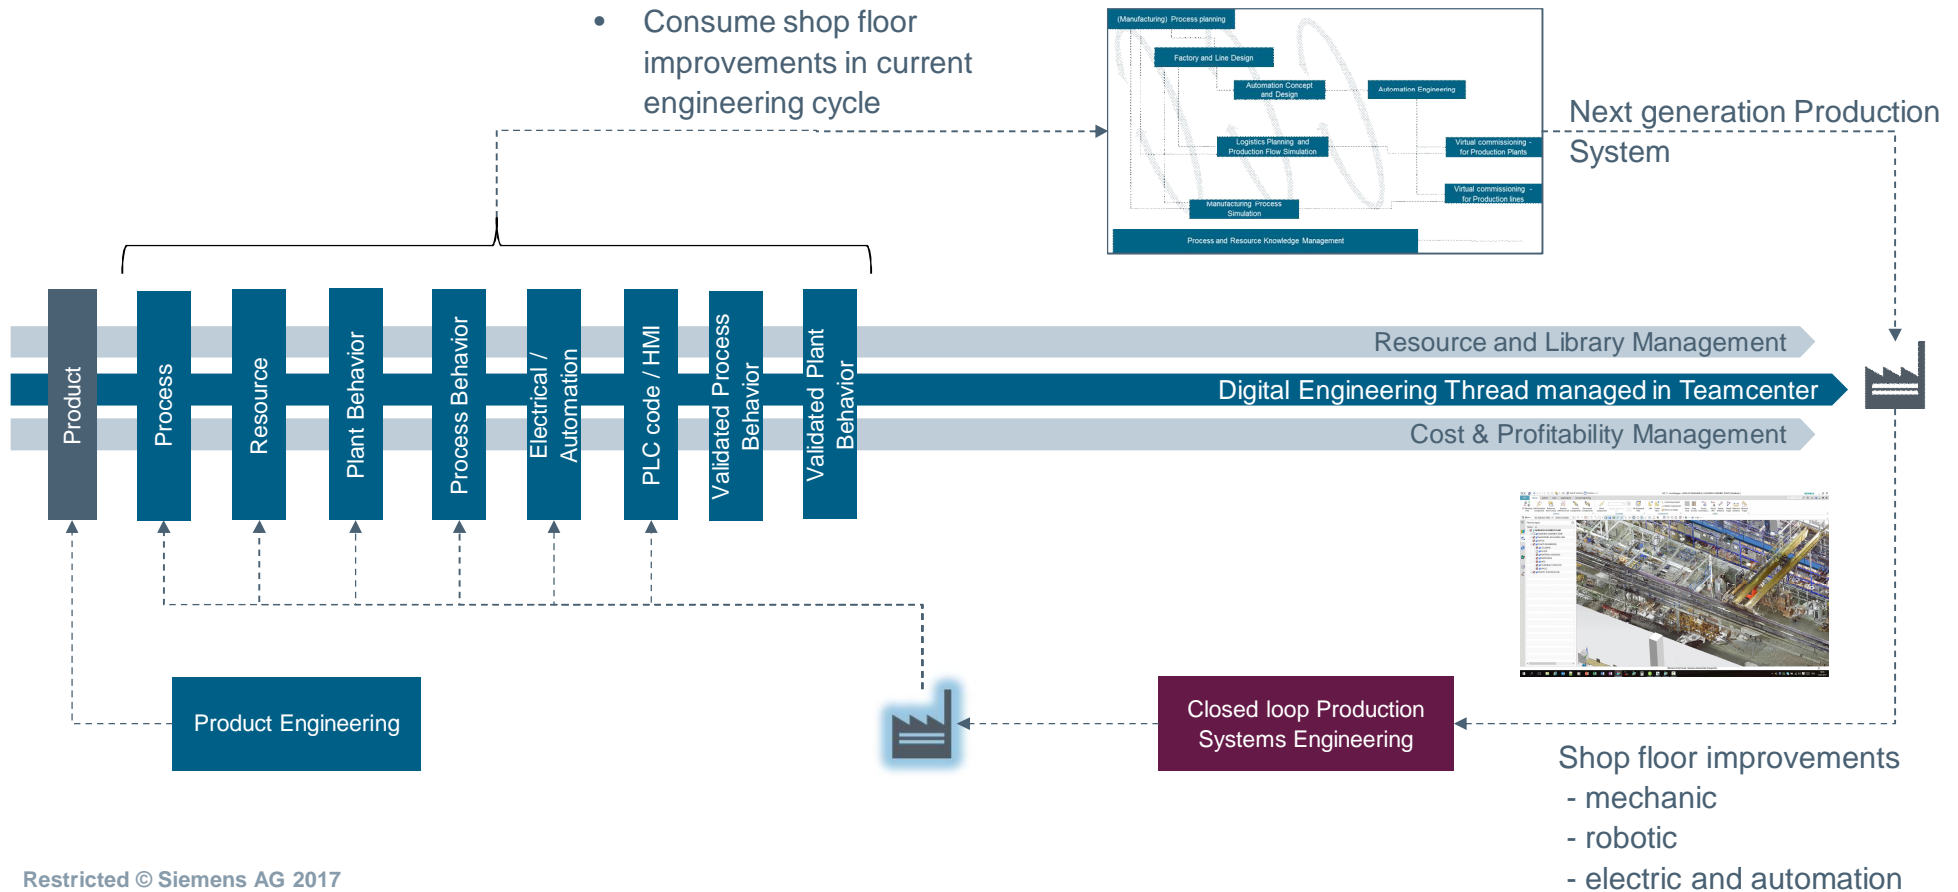 • Consume shop floor
improvements in current
engineering cycle
(Manufacturing) Process planning
Factory and Line Design
Automation Concept
and Design
Automation Engineering
Logistics Planning and
Production Flow Simulation
Virtual commissioning -
for Production Plants
Virtual commissioning -
for Production lines
Manufacturing Process
Simulation
Process and Resource Knowledge Management
Next generation Production
System
Product
Process
Resource
Plant Behavior
Process Behavior
Electrical /
Automation
PLC code / HMI
Validated Process
Behavior
Validated Plant
Behavior
Resource and Library Management
Digital Engineering Thread managed in Teamcenter
Cost & Profitability Management
Product Engineering
Closed loop Production
Systems Engineering
Shop floor improvements
- mechanic
- robotic
- electric and automation
Restricted © Siemens AG 2017